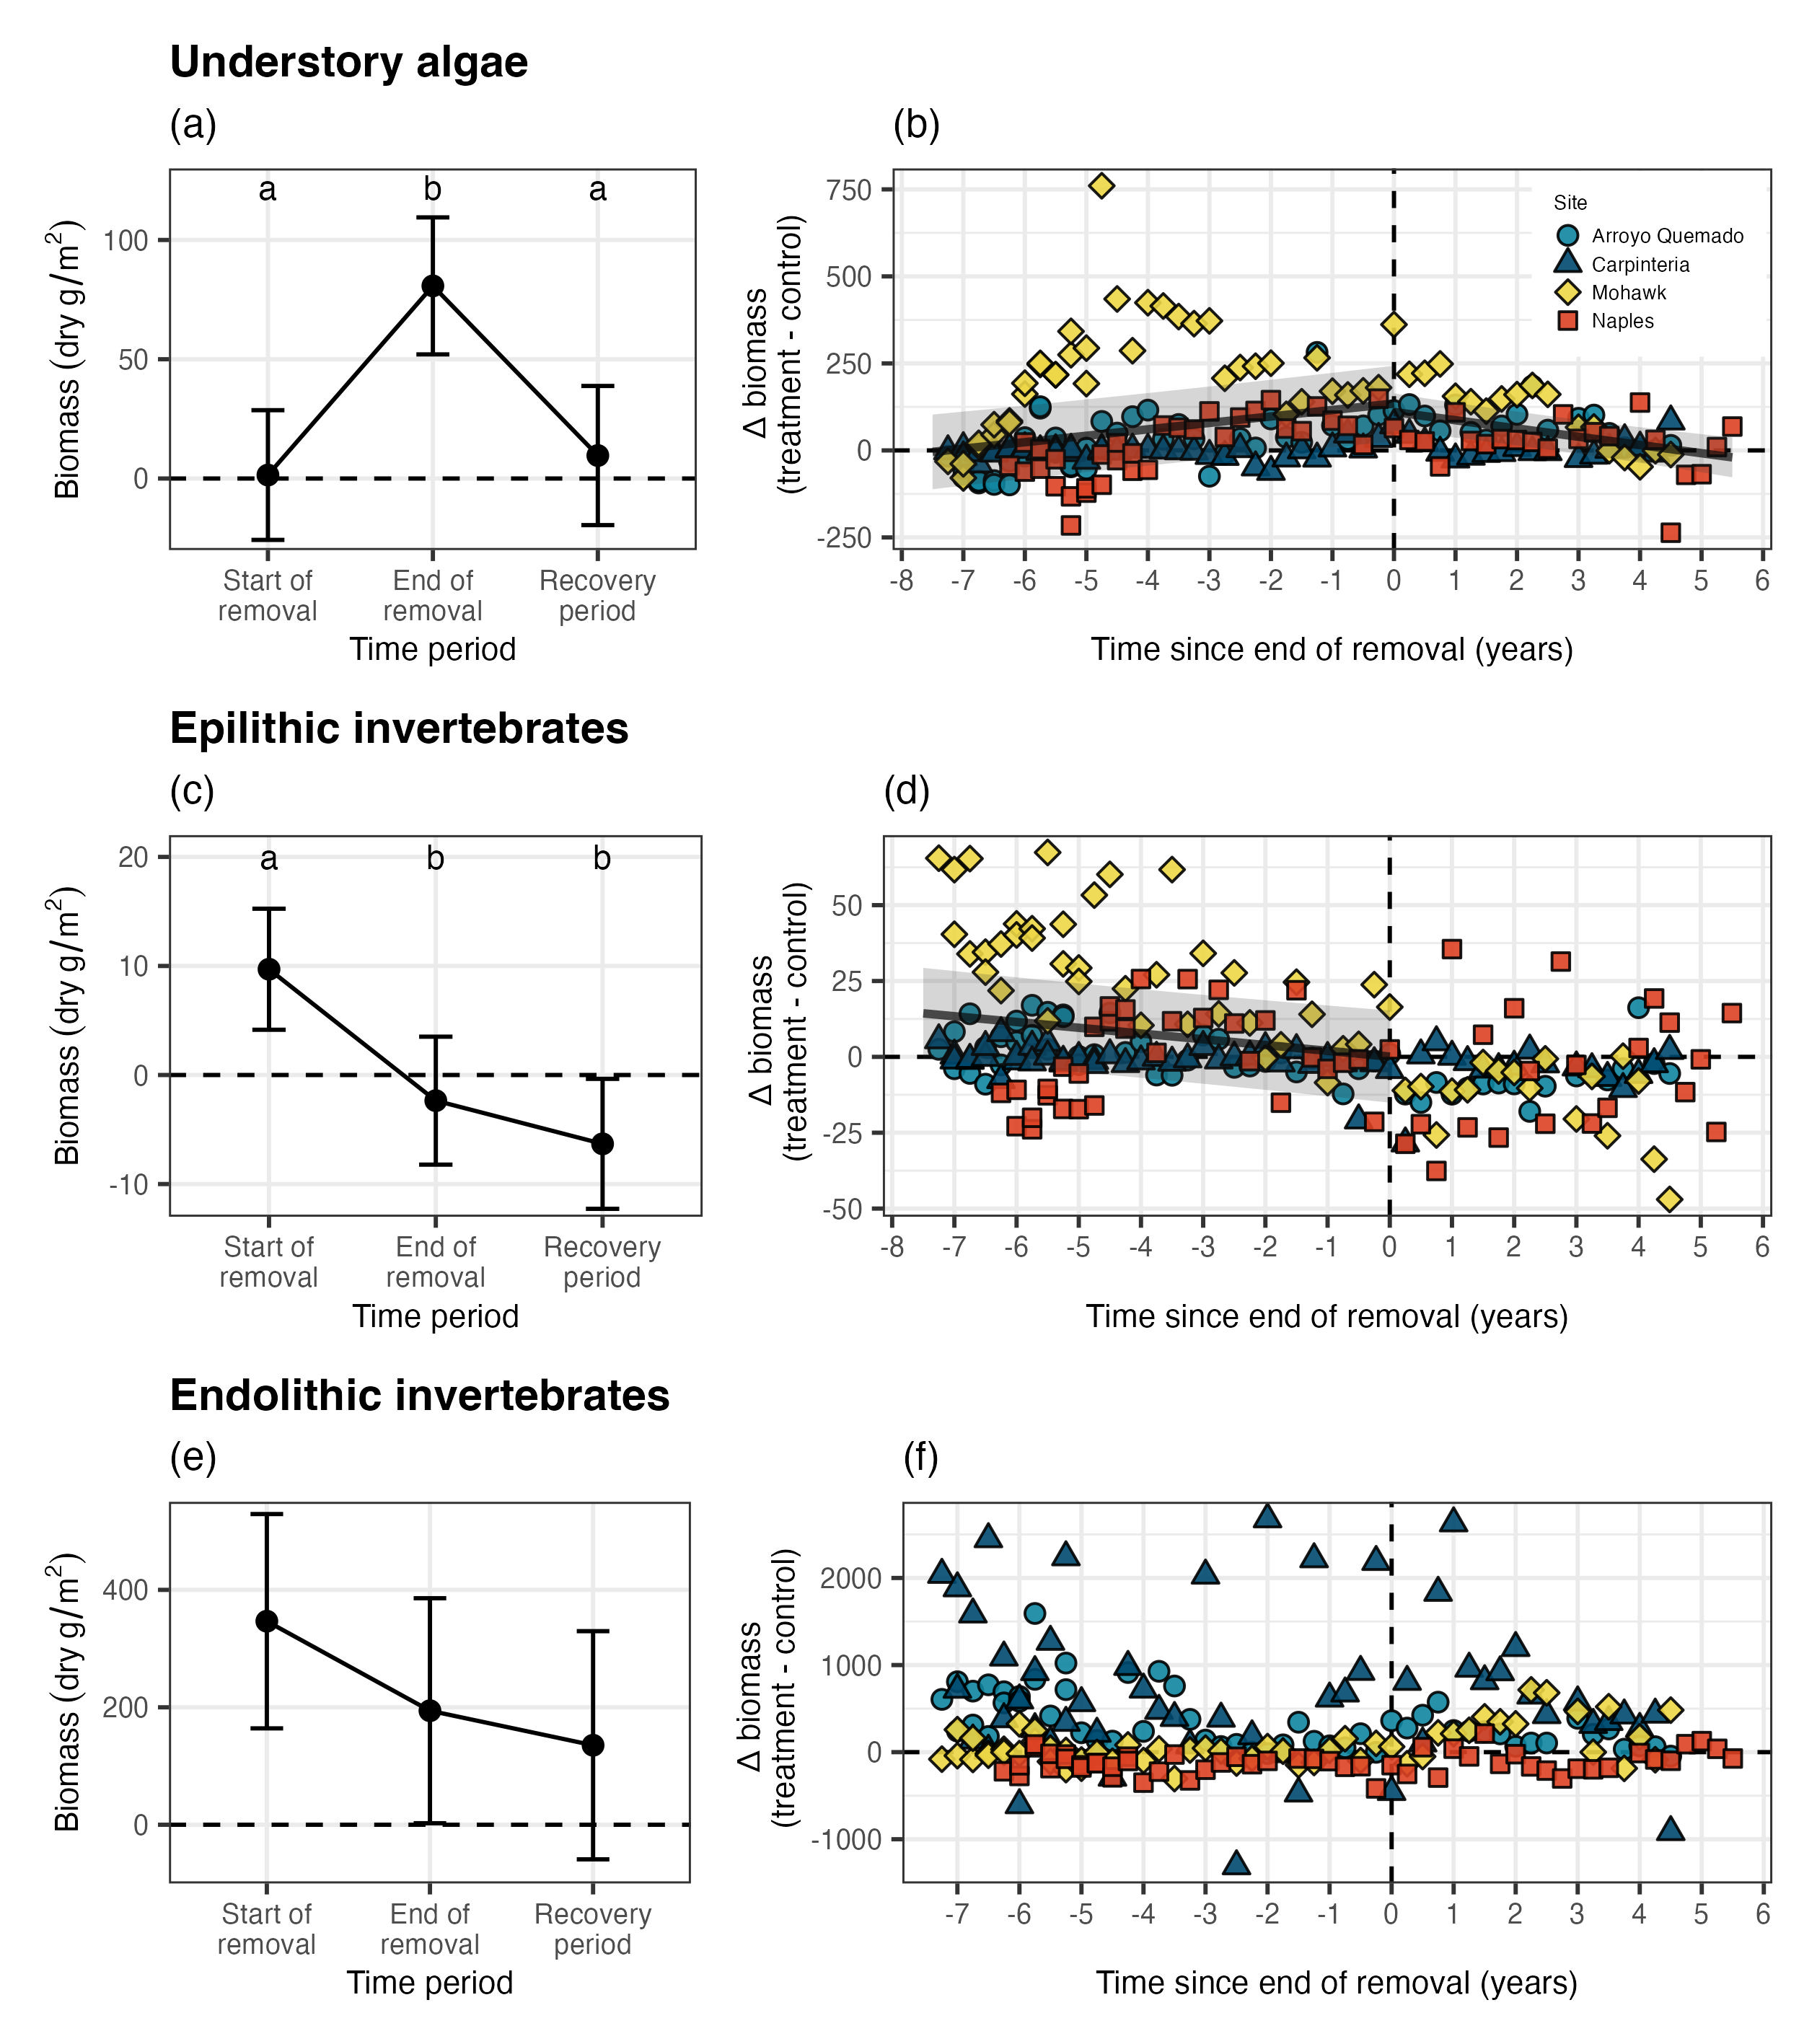 Understory algae
(a)
(b)
Biomass (dry g/m²)
100
50
0
a
b
a
Start of
removal
End of
removal
Recovery
period
Time period
Δ biomass
(treatment - control)
750
500
250
0
-250
Site
Arroyo Quemado
Carpinteria
Mohawk
Naples
-8 -7 -6 -5 -4 -3 -2 -1 0 1 2 3 4 5 6
Time since end of removal (years)
Epilithic invertebrates
(c)
(d)
Biomass (dry g/m²)
20
10
0
-10
a
b
b
Start of
removal
End of
removal
Recovery
period
Time period
Δ biomass
(treatment - control)
50
25
0
-25
-50
-8 -7 -6 -5 -4 -3 -2 -1 0 1 2 3 4 5 6
Time since end of removal (years)
Endolithic invertebrates
(e)
(f)
Biomass (dry g/m²)
400
200
0
Start of
removal
End of
removal
Recovery
period
Time period
Δ biomass
(treatment - control)
2000
1000
0
-1000
-7 -6 -5 -4 -3 -2 -1 0 1 2 3 4 5 6
Time since end of removal (years)